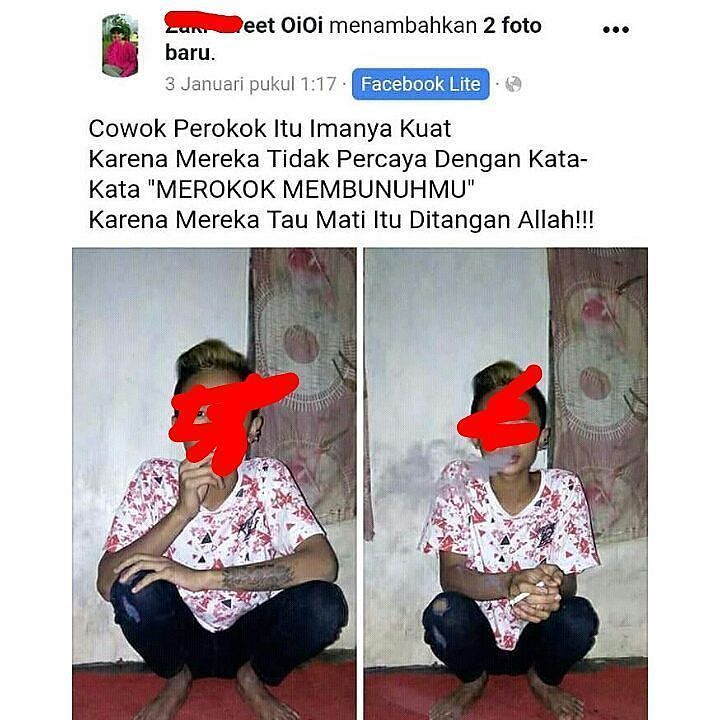 eet OiOi menambahkan 2 foto
baru.
3 Januari pukul 1:17 · Facebook Lite ·
Cowok Perokok Itu Imanya Kuat
Karena Mereka Tidak Percaya Dengan Kata-
Kata "MEROKOK MEMBUNUHMU"
Karena Mereka Tau Mati Itu Ditangan Allah!!!